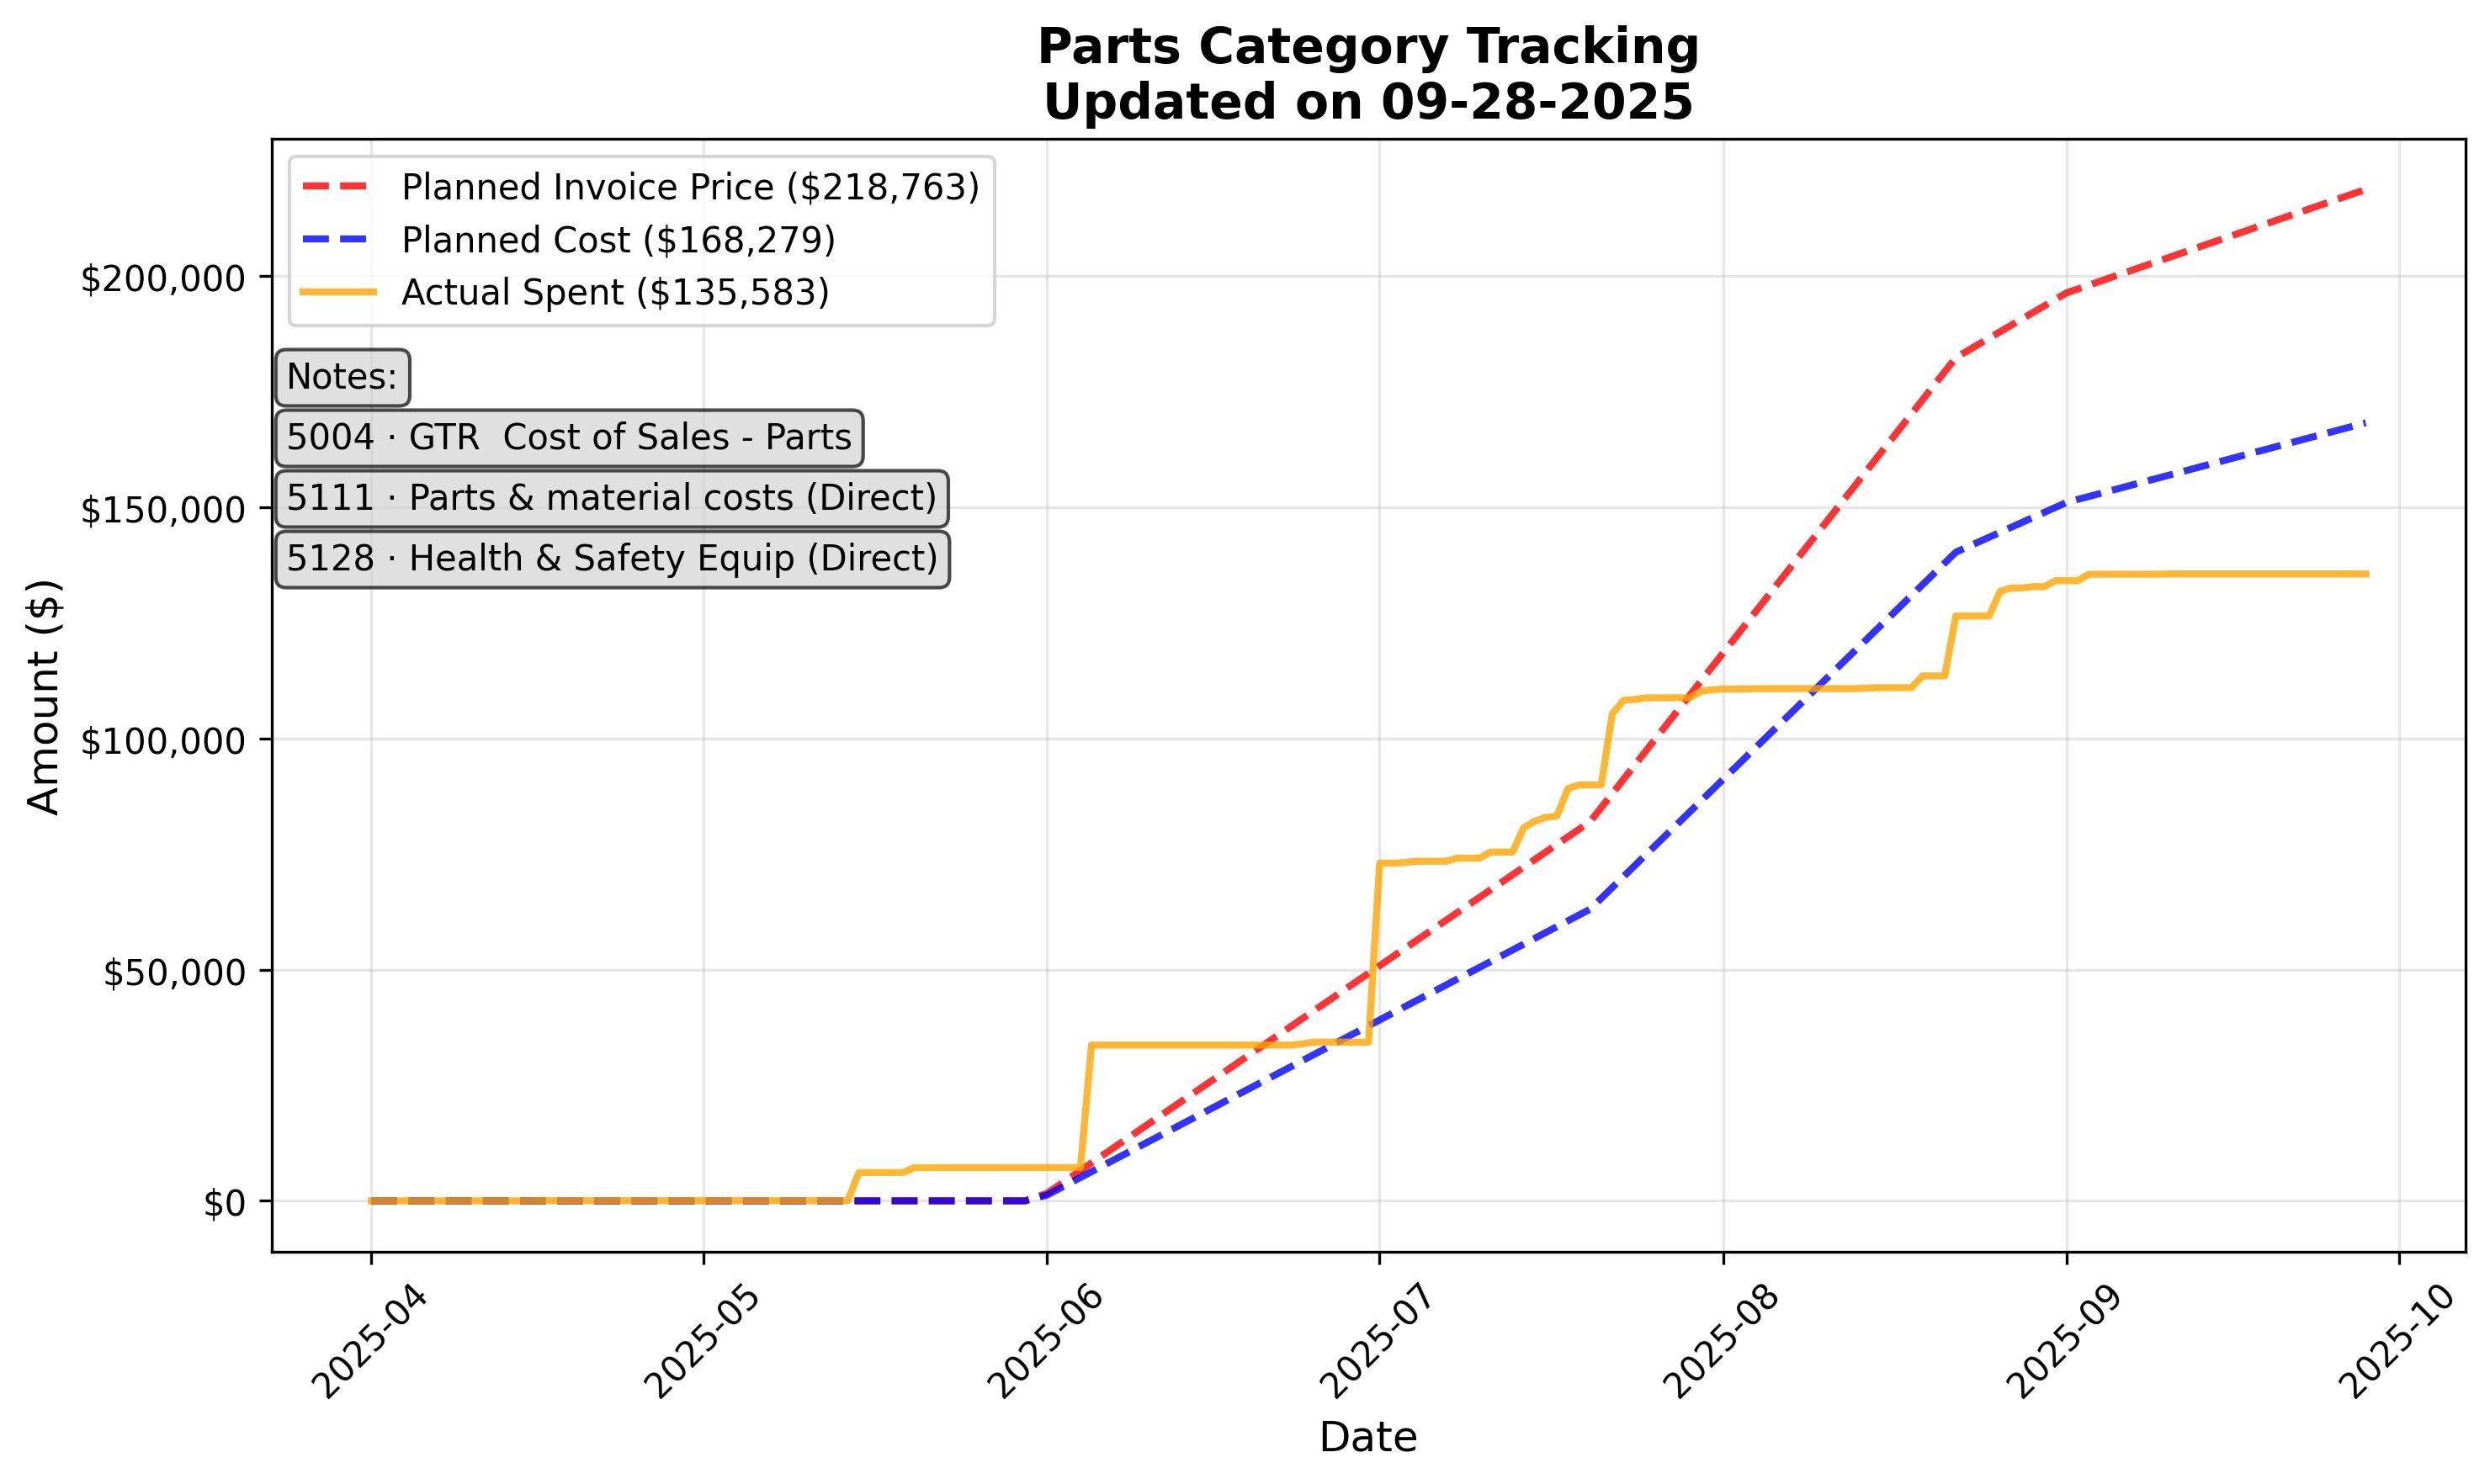 Parts Category Tracking
Updated on 09-28-2025
Planned Invoice Price ($218,763)
Planned Cost ($168,279)
Actual Spent ($135,583)
Notes:
5004 · GTR  Cost of Sales - Parts
5111 · Parts & material costs (Direct)
5128 · Health & Safety Equip (Direct)
Amount ($)
$200,000
$150,000
$100,000
$50,000
$0
2025-04
2025-05
2025-06
2025-07
2025-08
2025-09
2025-10
Date